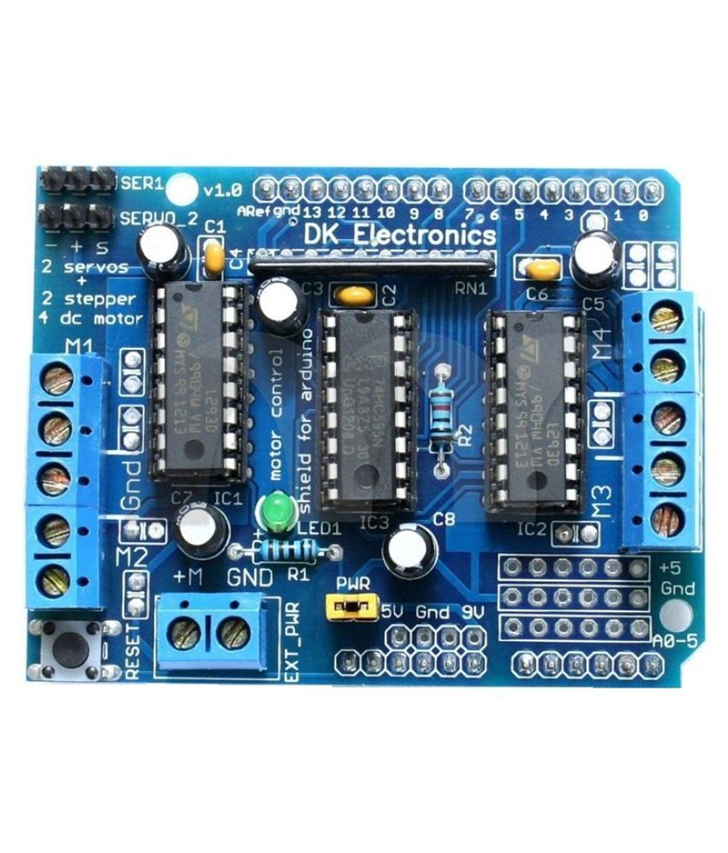 SER1
v1.0
SERVO_2
ARef gnd 13 12 11 10 9 8
7 6 5 4 3 1 0
- + S
C1
DK Electronics
2 servos
+
2 stepper
4 dc motor
C4
C3
C2
RN1
C6
C5
M1
M4
motor control
shield for arduino
74HC595N
R2
Gnd
C7
IC1
LED1
IC3
C8
IC2
M3
M2
+M
GND
R1
PWR
+5
Gnd
5V Gnd 9V
A0-5
RESET
EXT_PWR